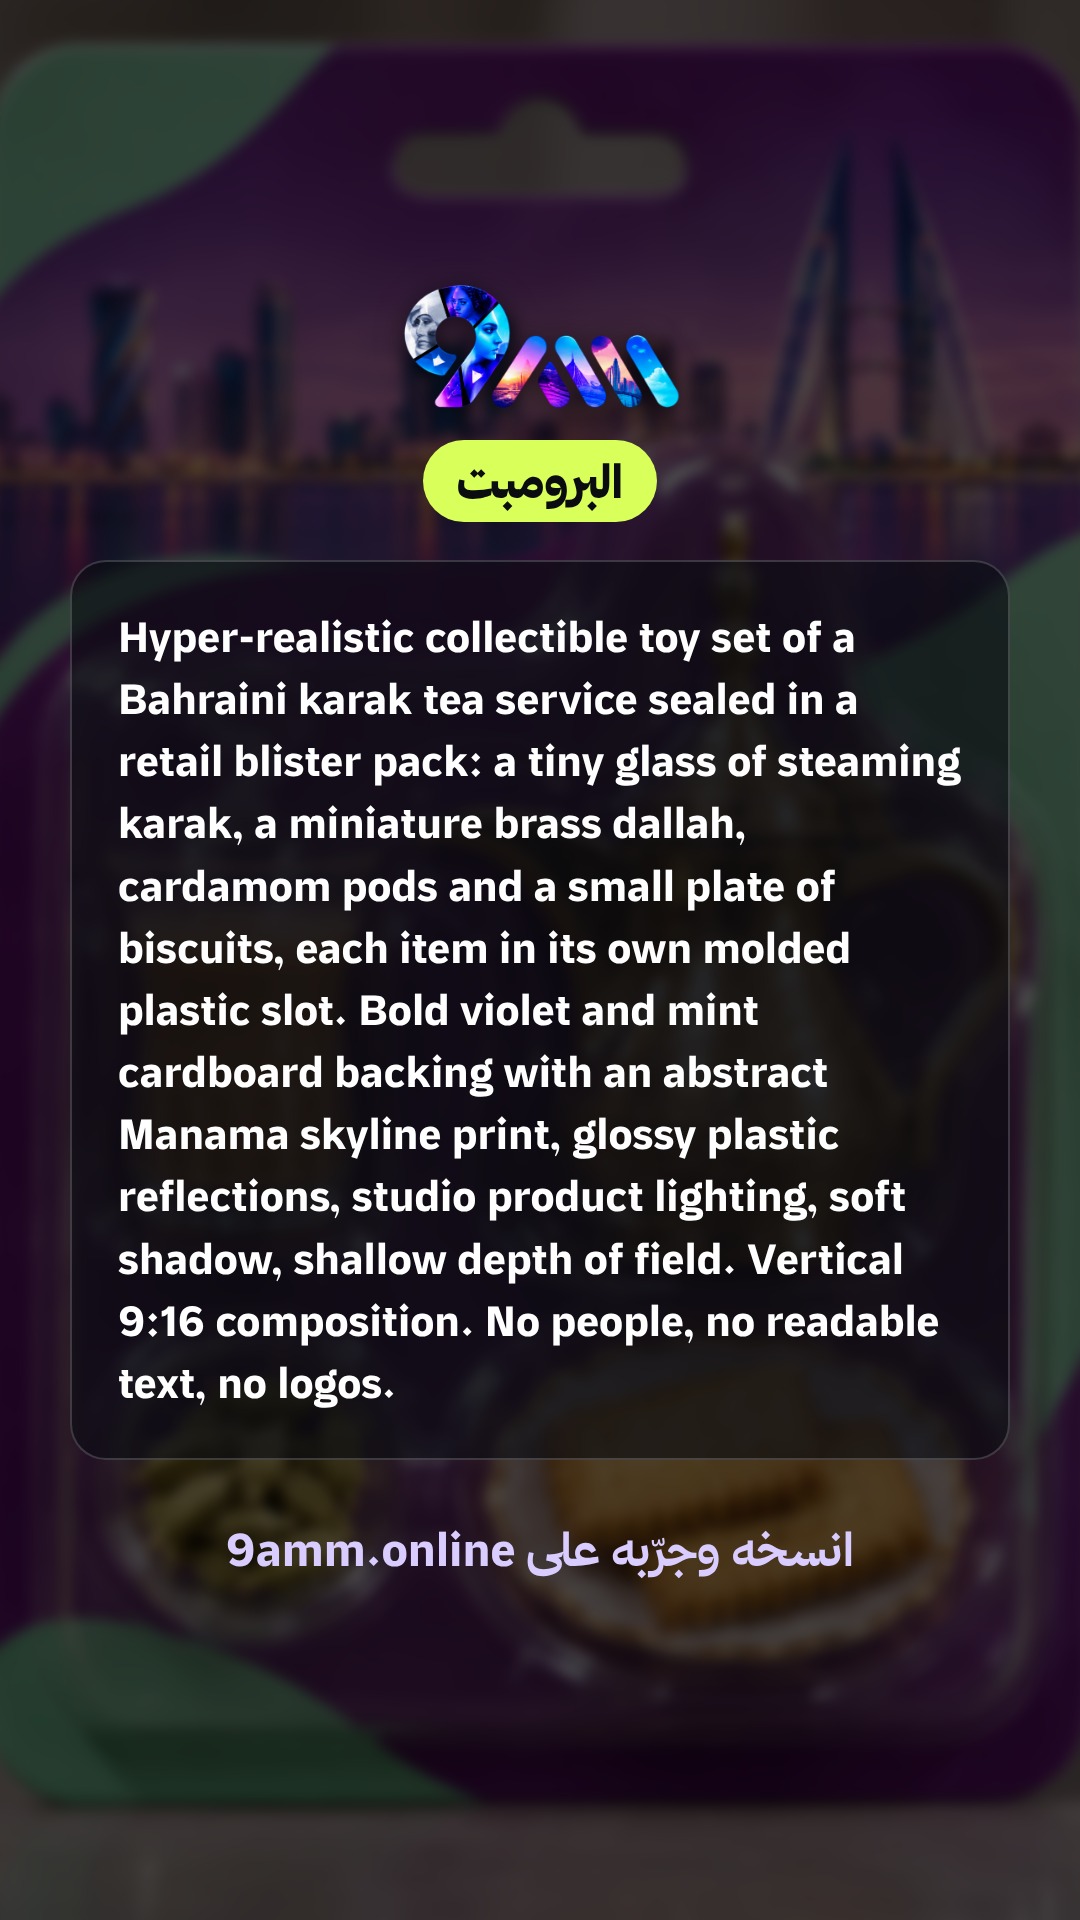 9amm
البرومبت
Hyper-realistic collectible toy set of a
Bahraini karak tea service sealed in a
retail blister pack: a tiny glass of steaming
karak, a miniature brass dallah,
cardamom pods and a small plate of
biscuits, each item in its own molded
plastic slot. Bold violet and mint
cardboard backing with an abstract
Manama skyline print, glossy plastic
reflections, studio product lighting, soft
shadow, shallow depth of field. Vertical
9:16 composition. No people, no readable
text, no logos.
انسخه وجرّبه على 9amm.online